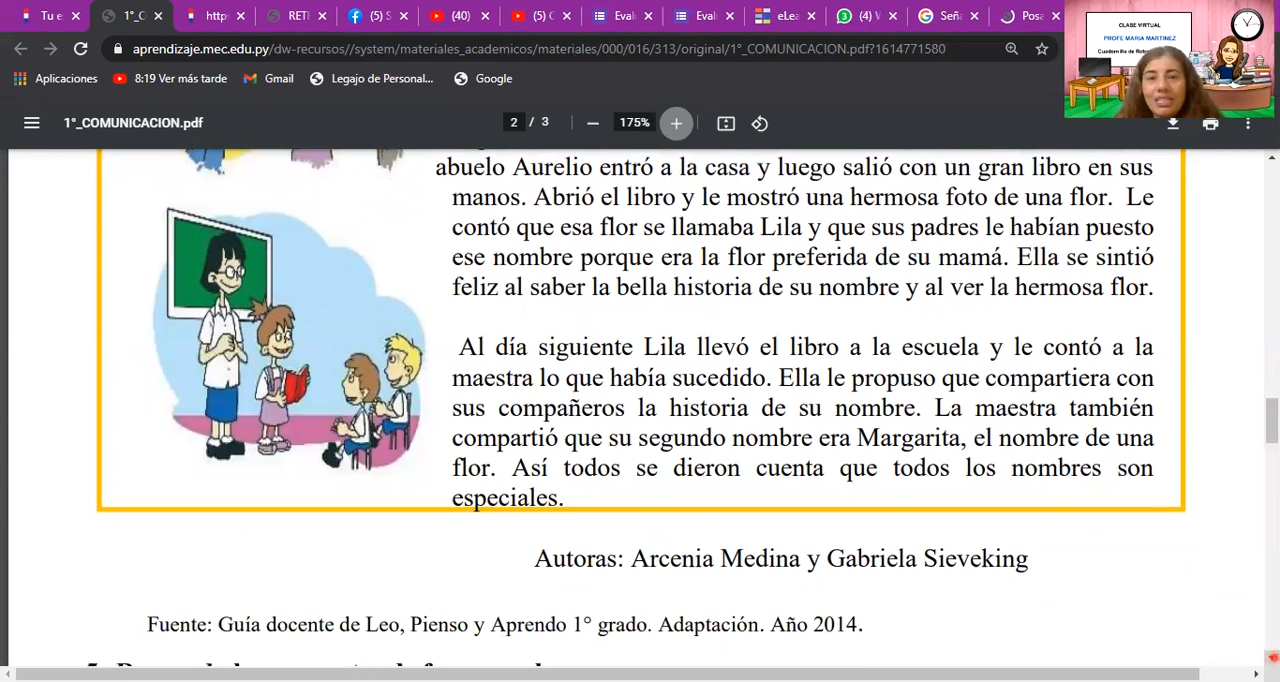 Tu e
1°_C
http
RETI
(5) S
(40)
(5) C
Eval
Eval
eLea
(4) W
Seña
Posa
aprendizaje.mec.edu.py/dw-recursos//system/materiales_academicos/materiales/000/016/313/original/1°_COMUNICACION.pdf?1614771580
Aplicaciones
8:19 Ver más tarde
Gmail
Legajo de Personal...
Google
CLASE VIRTUAL
PROFE MARIA MARTINEZ
1°_COMUNICACION.pdf
2 / 3
175%
abuelo Aurelio entró a la casa y luego salió con un gran libro en sus
manos. Abrió el libro y le mostró una hermosa foto de una flor. Le
contó que esa flor se llamaba Lila y que sus padres le habían puesto
ese nombre porque era la flor preferida de su mamá. Ella se sintió
feliz al saber la bella historia de su nombre y al ver la hermosa flor.
Al día siguiente Lila llevó el libro a la escuela y le contó a la
maestra lo que había sucedido. Ella le propuso que compartiera con
sus compañeros la historia de su nombre. La maestra también
compartió que su segundo nombre era Margarita, el nombre de una
flor. Así todos se dieron cuenta que todos los nombres son
especiales.
Autoras: Arcenia Medina y Gabriela Sieveking
Fuente: Guía docente de Leo, Pienso y Aprendo 1° grado. Adaptación. Año 2014.